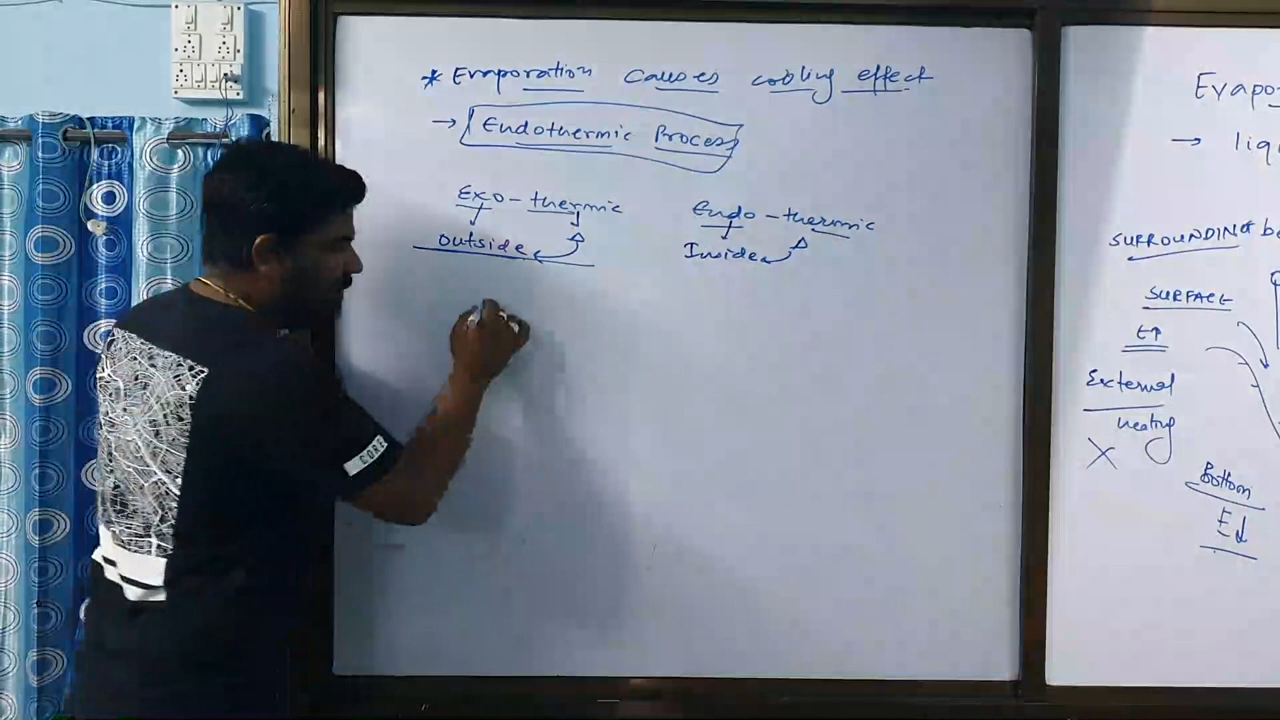 * Evaporation causes cooling effect
→ Endothermic Process
Exo-thermic
outside
Endo-thermic
Inside
CORE
Evapo
→ liq
SURROUNDING be
SURFACE
E↑
External
heating
X
Bottom
E↓